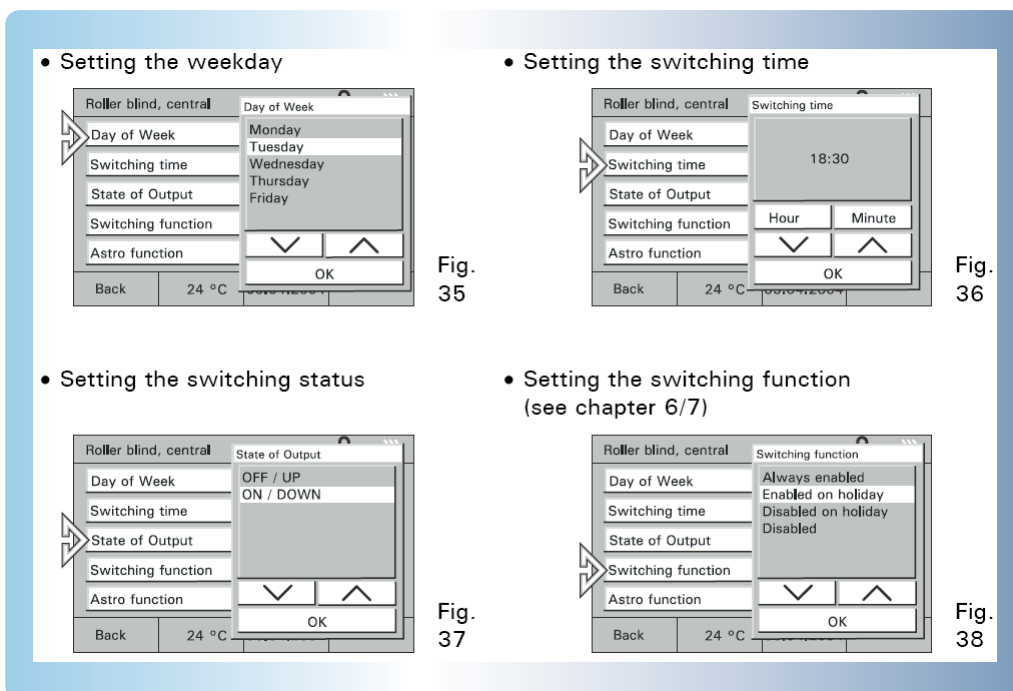 • Setting the weekday
Roller blind, central
Day of Week
Day of Week
Switching time
State of Output
Switching function
Astro function
Monday
Tuesday
Wednesday
Thursday
Friday
OK
Back
24 °C
Fig.
35
• Setting the switching time
Roller blind, central
Switching time
Day of Week
Switching time
State of Output
Switching function
Astro function
18:30
Hour
Minute
OK
Back
24 °C
Fig.
36
• Setting the switching status
Roller blind, central
State of Output
Day of Week
Switching time
State of Output
Switching function
Astro function
OFF / UP
ON / DOWN
OK
Back
24 °C
Fig.
37
• Setting the switching function
(see chapter 6/7)
Roller blind, central
Switching function
Day of Week
Switching time
State of Output
Switching function
Astro function
Always enabled
Enabled on holiday
Disabled on holiday
Disabled
OK
Back
24 °C
Fig.
38